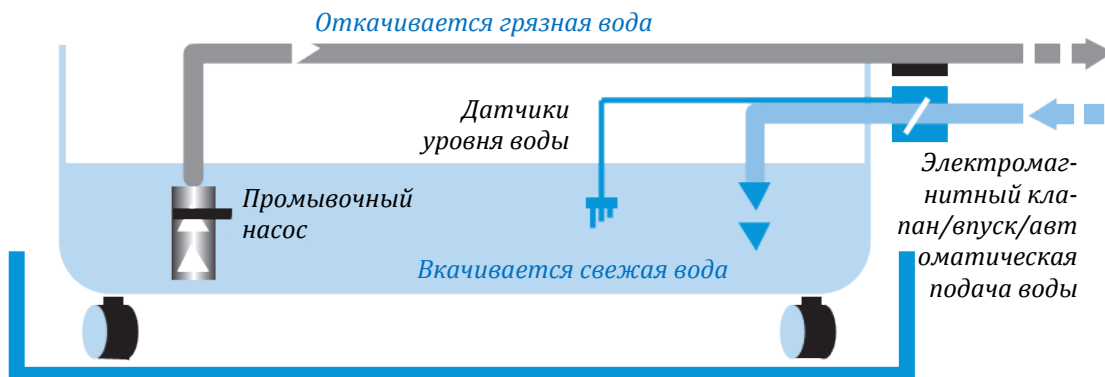 Откачивается грязная вода
Датчики
уровня воды
Промывочный
насос
Электромаг-
нитный кла-
пан/впуск/авт
оматическая
подача воды
Вкачивается свежая вода